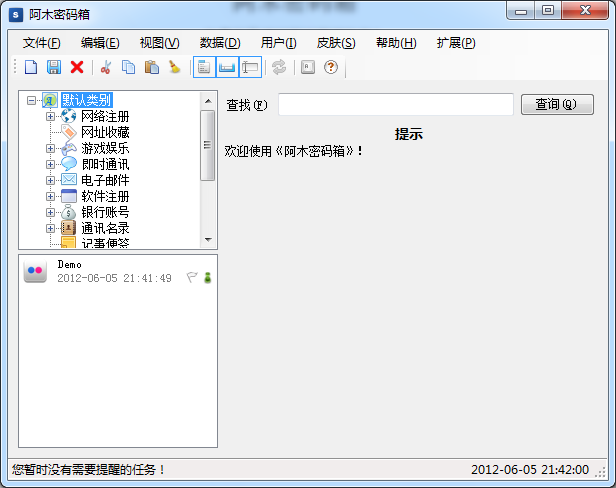 阿木密码箱
文件(F) 编辑(E) 视图(V) 数据(D) 用户(I) 皮肤(S) 帮助(H) 扩展(P)
默认类别
网络注册
网址收藏
游戏娱乐
即时通讯
电子邮件
软件注册
银行账号
通讯名录
记事便签
查找(F)
查询(Q)
提示
欢迎使用《阿木密码箱》！
Demo
2012-06-05 21:41:49
您暂时没有需要提醒的任务！
2012-06-05 21:42:00